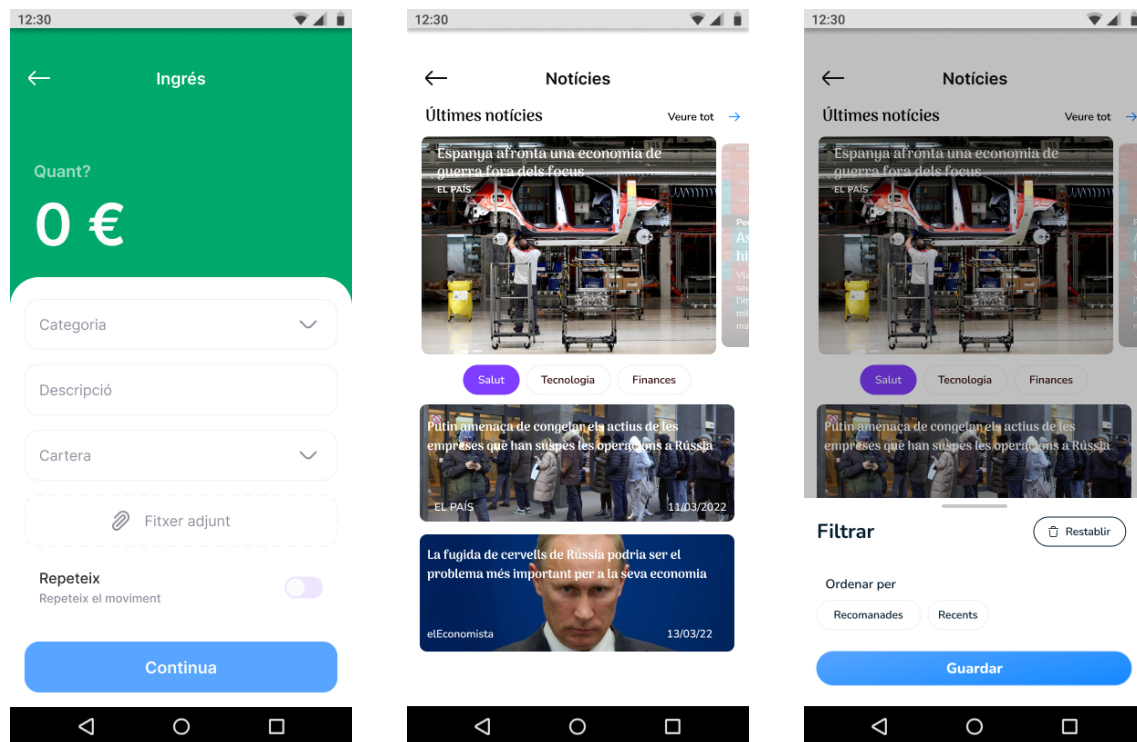 12:30
Ingrés
Quant?
0 €
Categoria
Descripció
Cartera
Fitxer adjunt
Repeteix
Repeteix el moviment
Continua
12:30
Notícies
Últimes notícies
Veure tot
Espanya afronta una economia de
guerra fora dels focus
EL PAÍS
Salut
Tecnologia
Finances
Putin amenaça de congelar els actius de les
empreses que han suspes les operacions a Rússia
EL PAÍS
11/03/2022
La fugida de cervells de Rússia podria ser el
problema més important per a la seva economia
elEconomista
13/03/22
12:30
Notícies
Últimes notícies
Veure tot
Espanya afronta una economia de
guerra fora dels focus
EL PAÍS
Salut
Tecnologia
Finances
Putin amenaça de congelar els actius de les
empreses que han suspes les operacions a Rússia
Filtrar
Restablir
Ordenar per
Recomanades
Recents
Guardar